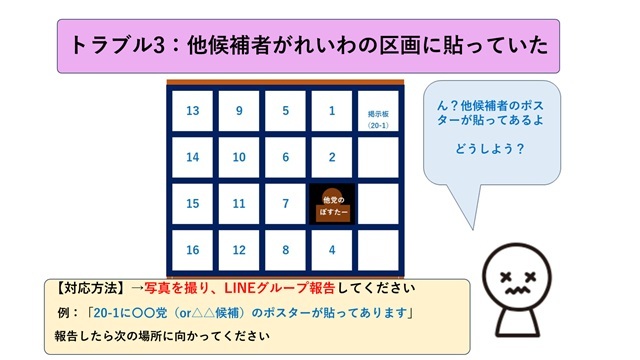 トラブル3：他候補者がれいわの区画に貼っていた
ん？他候補者のポス
ターが貼ってあるよ
どうしよう？
13 9 5 1 掲示板
（20-1）
14 10 6 2
15 11 7 他党の
ぽすたー
16 12 8 4
【対応方法】→写真を撮り、LINEグループ報告してください
例：「20-1に〇〇党（or△△候補）のポスターが貼ってあります」
報告したら次の場所に向かってください